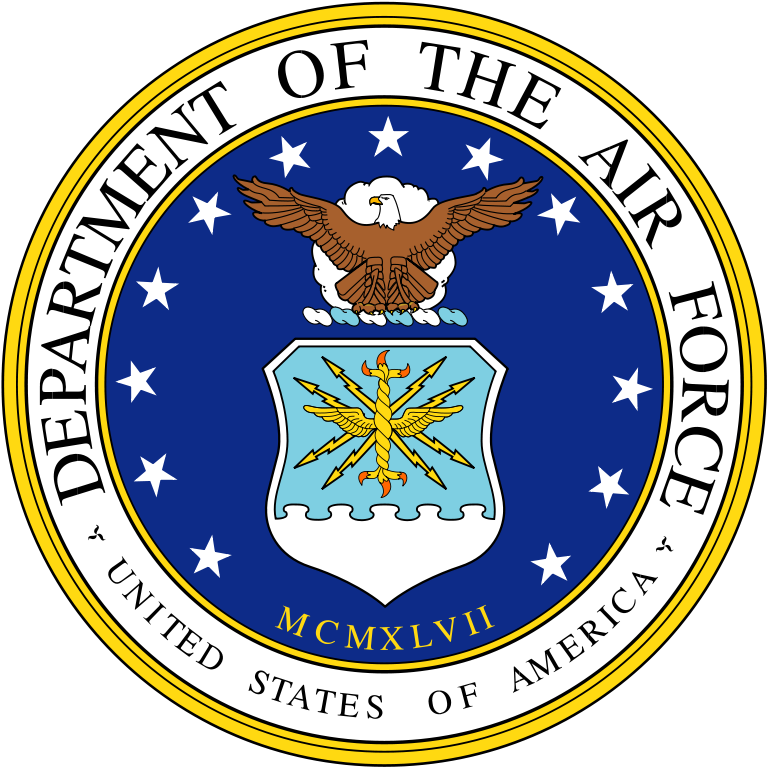 DEPARTMENT OF THE AIR FORCE
MCMXLVII
UNITED STATES OF AMERICA